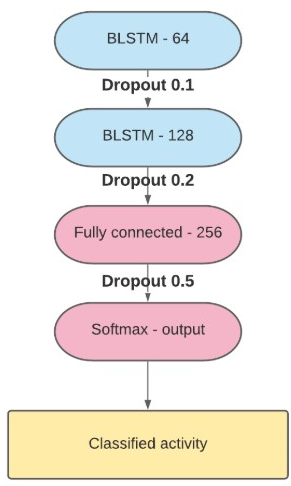 BLSTM - 64
Dropout 0.1
BLSTM - 128
Dropout 0.2
Fully connected - 256
Dropout 0.5
Softmax - output
Classified activity